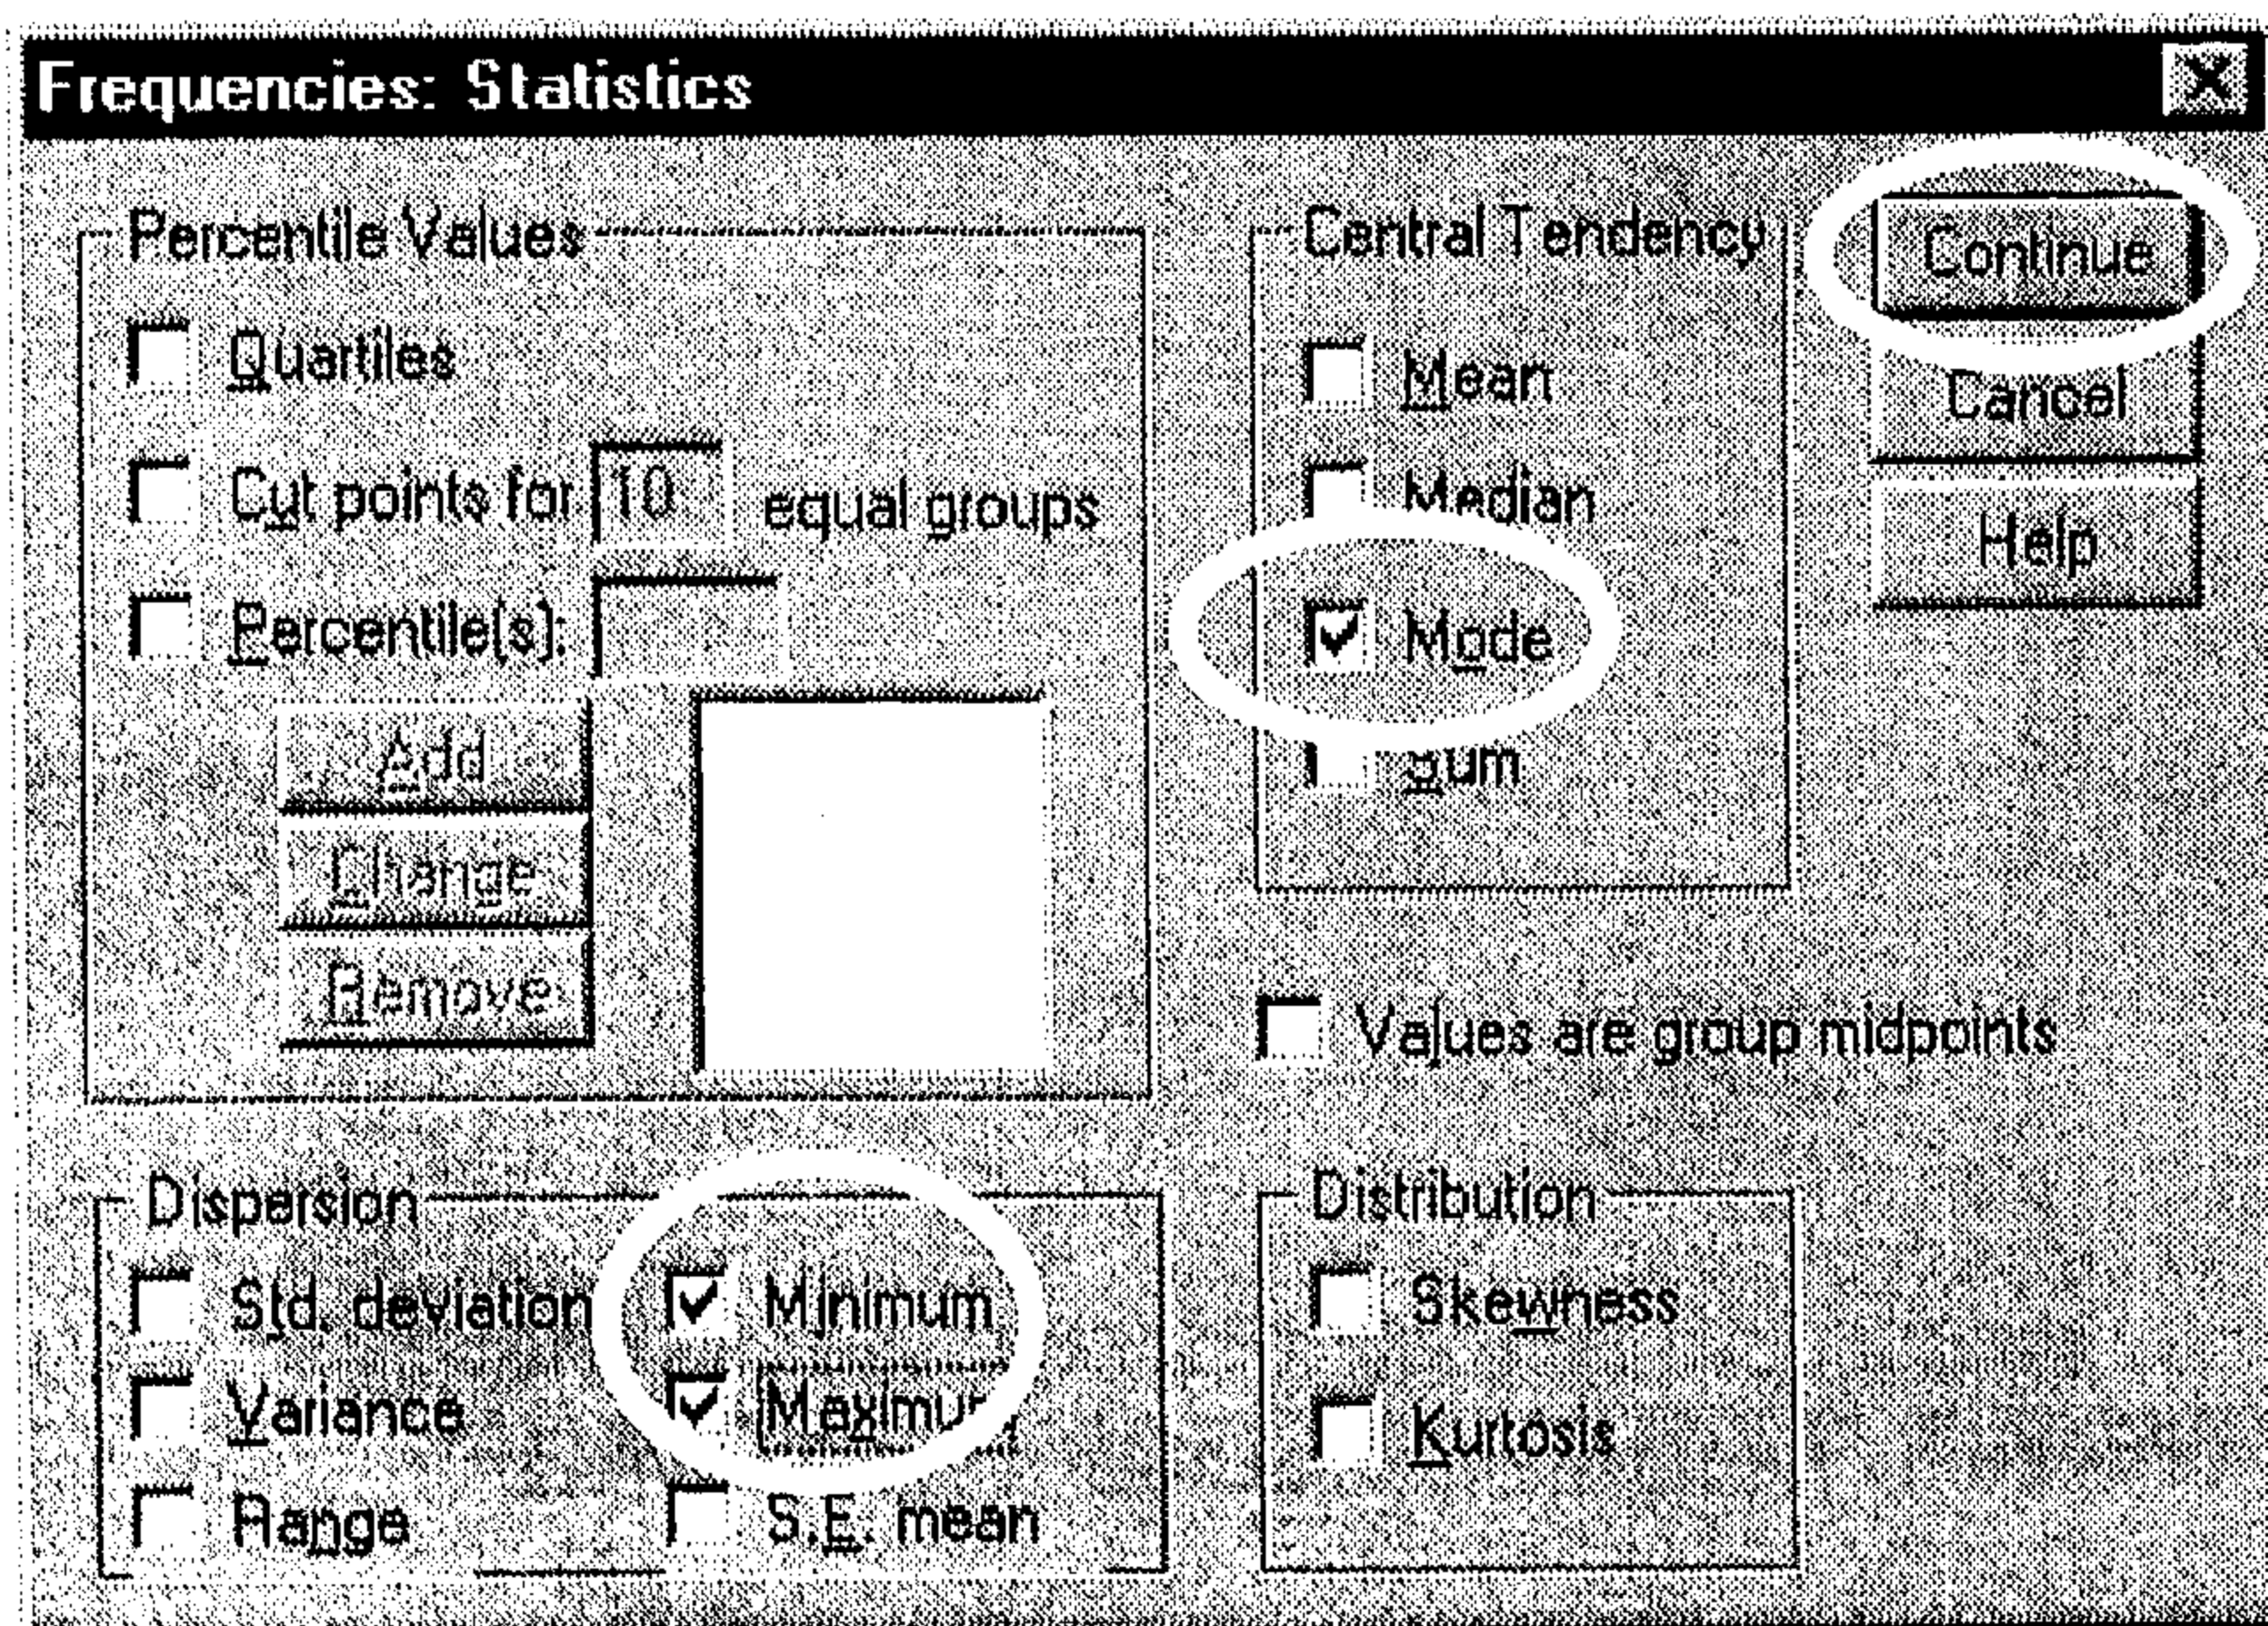 Frequencies: Statistics
Percentile Values
Quartiles
Cut points for 10 equal groups
Percentile(s):
Add
Change
Remove
Central Tendency
Mean
Median
Mode
Sum
Continue
Cancel
Help
Values are group midpoints
Dispersion
Std. deviation
Minimum
Variance
Maximum
Range
S.E. mean
Distribution
Skewness
Kurtosis